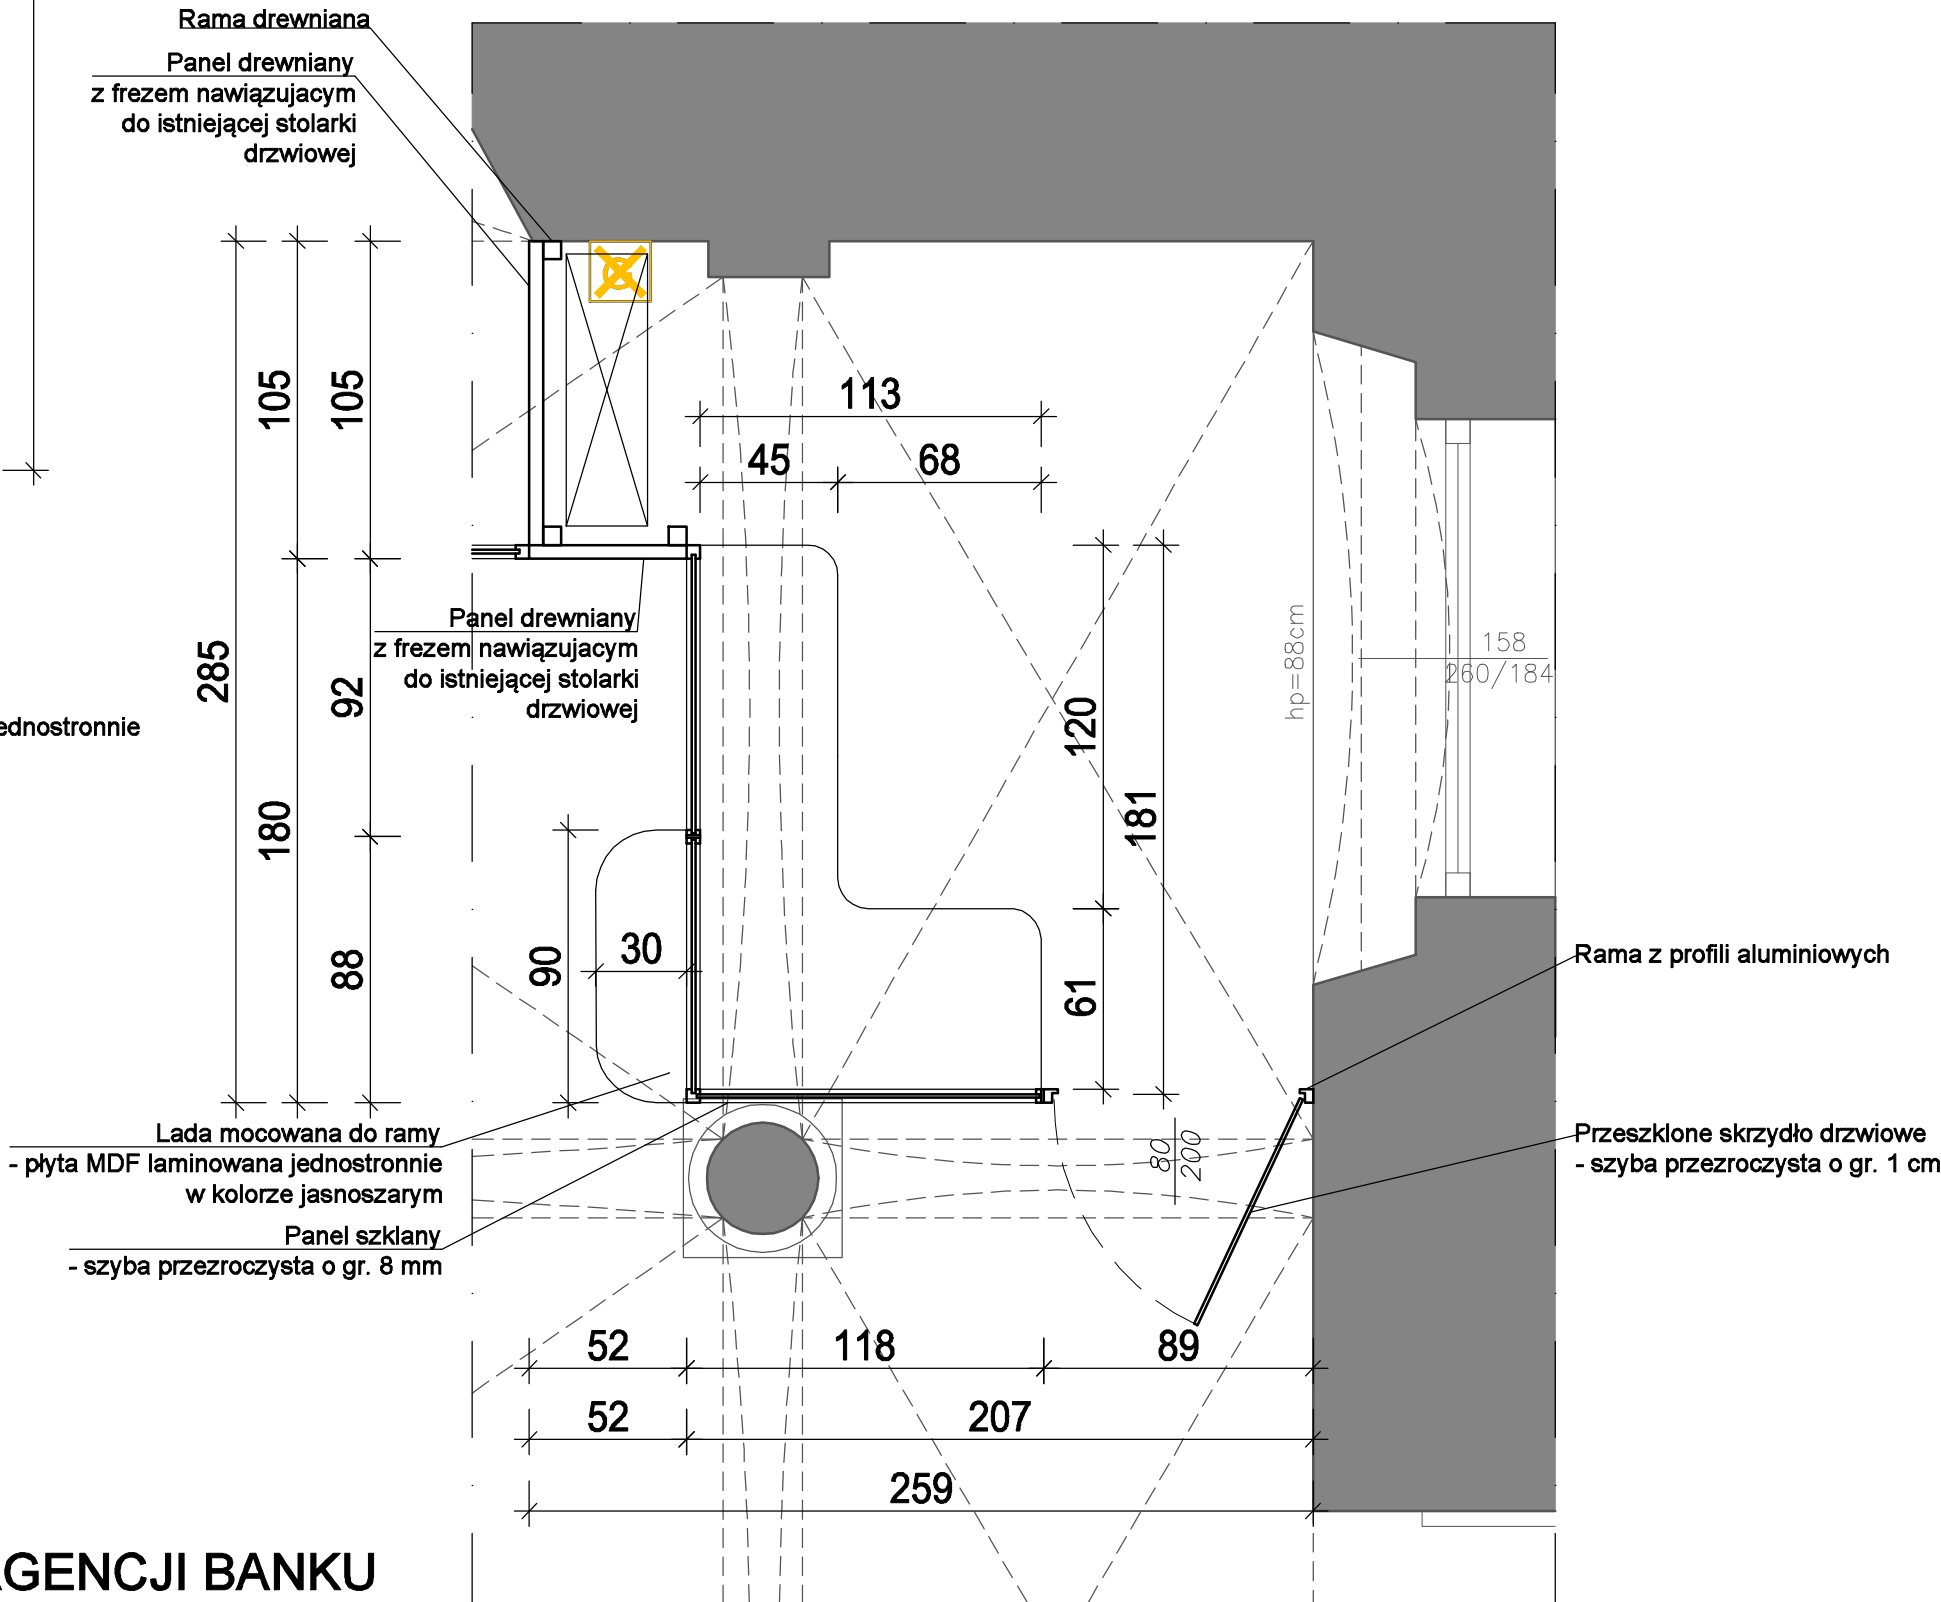 Rama drewniana
Panel drewniany
z frezem nawiązujacym
do istniejącej stolarki
drzwiowej
105
105
113
45
68
Panel drewniany
z frezem nawiązujacym
do istniejącej stolarki
drzwiowej
285
92
ednostronnie
180
120
181
hp=88cm
158
260/184
90
30
88
61
Rama z profili aluminiowych
Lada mocowana do ramy
- płyta MDF laminowana jednostronnie
w kolorze jasnoszarym
80
200
Przeszklone skrzydło drzwiowe
- szyba przezroczysta o gr. 1 cm
Panel szklany
- szyba przezroczysta o gr. 8 mm
52
118
89
52
207
259
AGENCJI BANKU